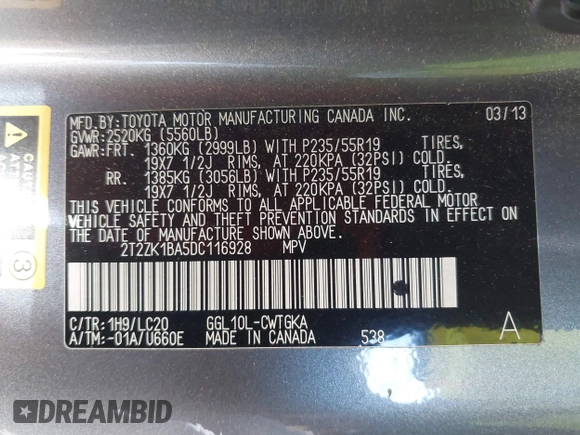 MFD.BY:TOYOTA MOTOR MANUFACTURING CANADA INC. 03/13
GVWR:2520KG (5560LB)
GAWR:FRT. 1360KG (2999LB) WITH P235/55R19 TIRES,
19X7 1/2J RIMS, AT 220KPA (32PSI) COLD.
RR. 1385KG (3056LB) WITH P235/55R19 TIRES,
19X7 1/2J RIMS, AT 220KPA (32PSI) COLD.
THIS VEHICLE CONFORMS TO ALL APPLICABLE FEDERAL MOTOR
VEHICLE SAFETY AND THEFT PREVENTION STANDARDS IN EFFECT
ON THE DATE OF MANUFACTURE SHOWN ABOVE.
2T2ZK1BA5DC116928 MPV
C/TR:1H9/LC20 GGL10L-CWTGKA
A/TM:-01A/U660E MADE IN CANADA 538 A
3
DREAMBID